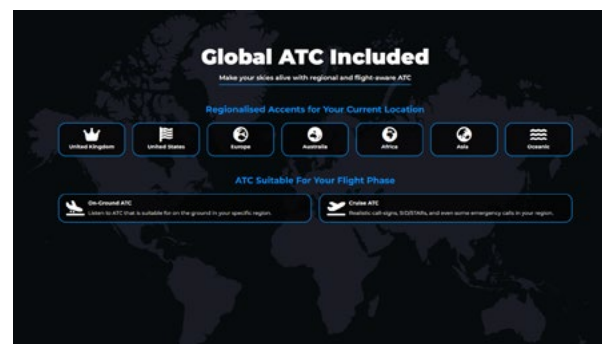 Global ATC Included
Make your skies alive with regional and flight-aware ATC
Regionalised Accents for Your Current Location
United Kingdom
United States
Europe
Australia
Africa
Asia
Oceanic
ATC Suitable For Your Flight Phase
On-Ground ATC
Listen to ATC that is suitable for on the ground in your specific region.
Cruise ATC
Realistic call-signs, SID/STARs, and even some emergency calls in your region.